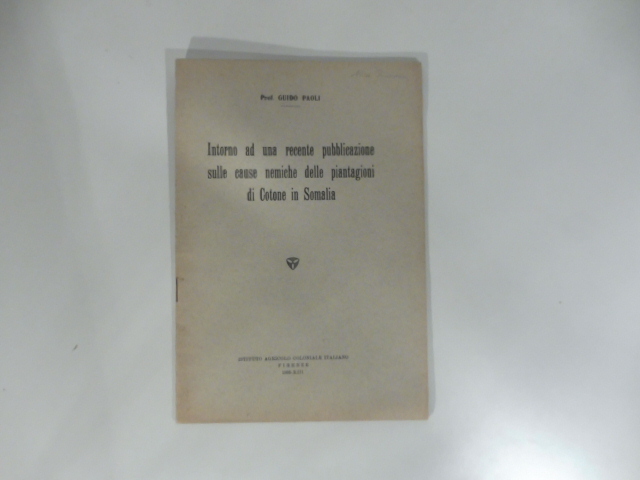 Prof. GUIDO PAOLI
Intorno ad una recente pubblicazione
sulle cause nemiche delle piantagioni
di Cotone in Somalia
ISTITUTO AGRICOLO COLONIALE ITALIANO
FIRENZE